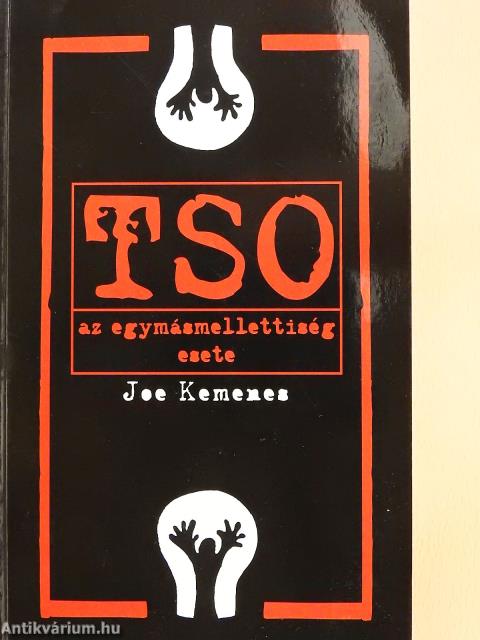 TSO
az egymásmellettiség
esete
Joe Kemenes
Antikvárium.hu